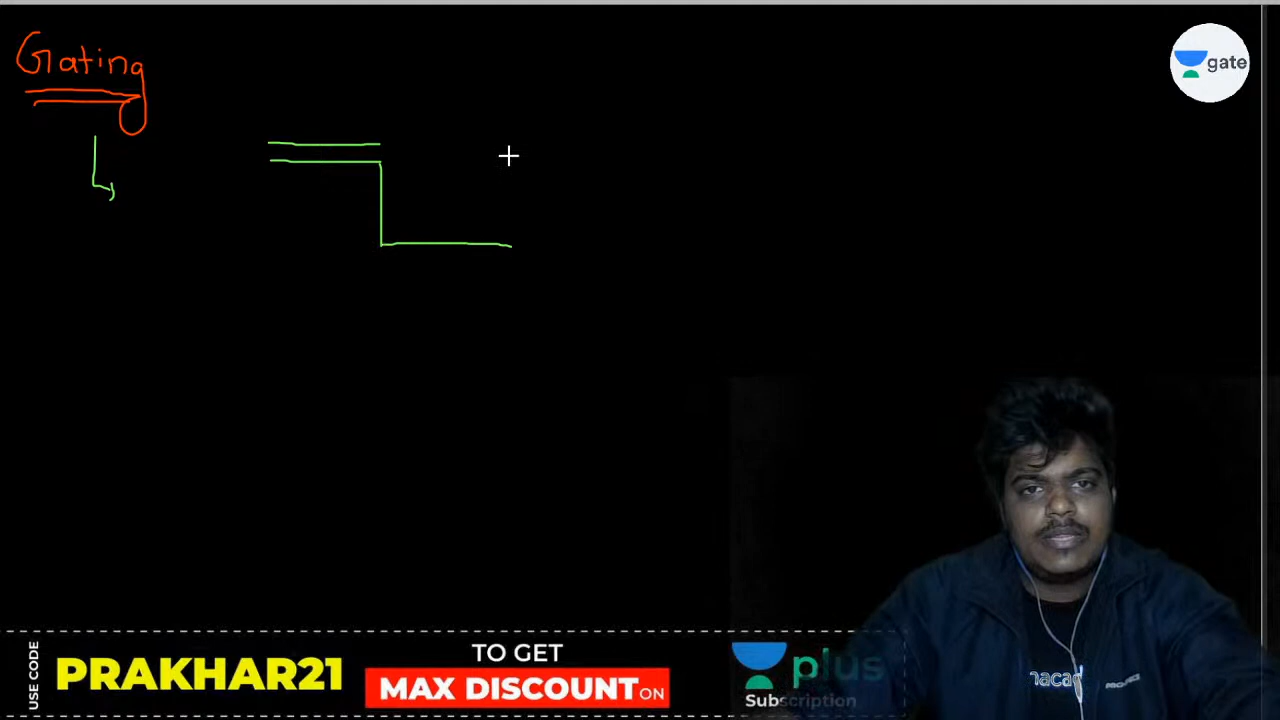 Gating
gate
USE CODE
PRAKHAR21
TO GET
MAX DISCOUNT ON
plus
Subscription